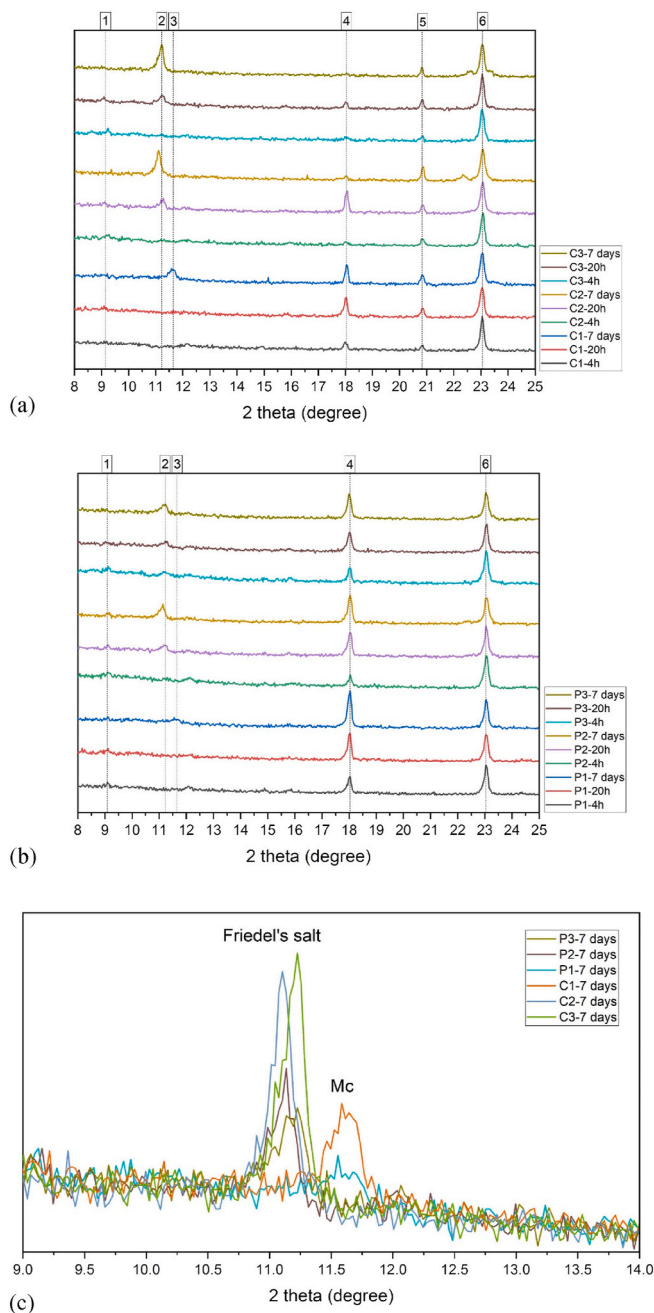 1 2 3 4 5 6
C3-7 days
C3-20h
C3-4h
C2-7 days
C2-20h
C2-4h
C1-7 days
C1-20h
C1-4h
8 9 10 11 12 13 14 15 16 17 18 19 20 21 22 23 24 25
(a)
2 theta (degree)
1 2 3 4 6
P3-7 days
P3-20h
P3-4h
P2-7 days
P2-20h
P2-4h
P1-7 days
P1-20h
P1-4h
8 9 10 11 12 13 14 15 16 17 18 19 20 21 22 23 24 25
(b)
2 theta (degree)
Friedel's salt
Mc
P3-7 days
P2-7 days
P1-7 days
C1-7 days
C2-7 days
C3-7 days
9.0 9.5 10.0 10.5 11.0 11.5 12.0 12.5 13.0 13.5 14.0
(c)
2 theta (degree)